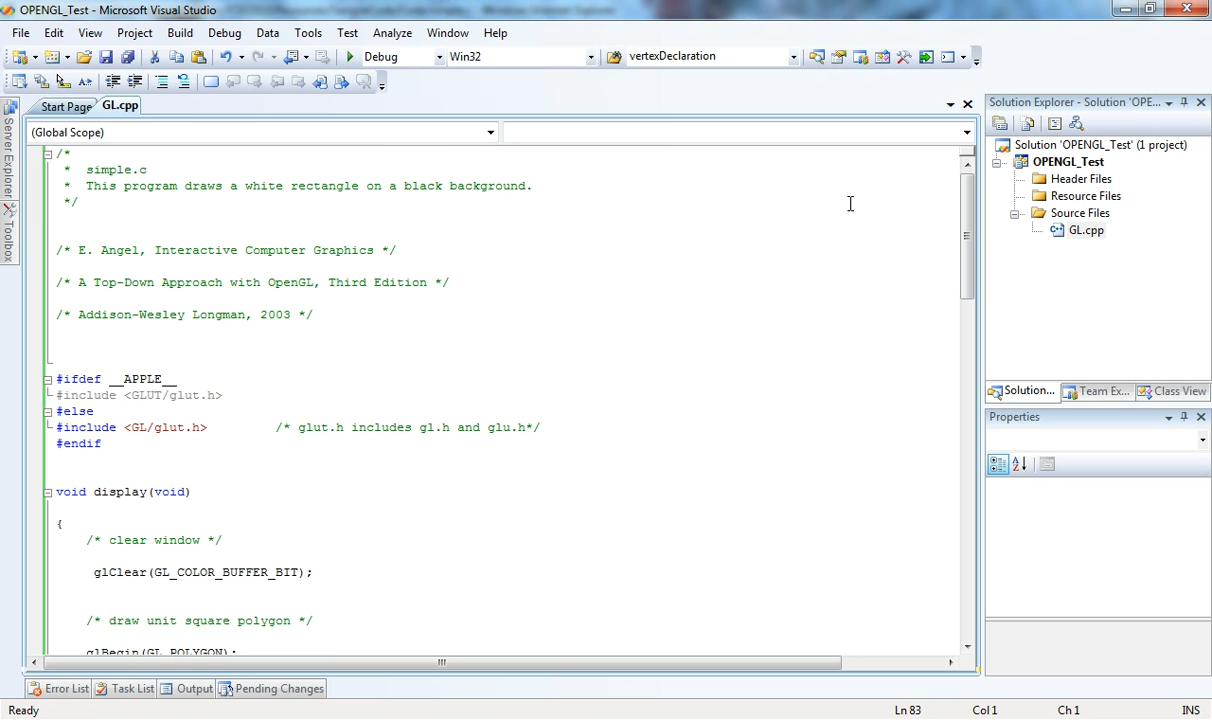 OPENGL_Test - Microsoft Visual Studio
File Edit View Project Build Debug Data Tools Test Analyze Window Help
Debug Win32 vertexDeclaration
Server Explorer
Toolbox
Start Page GL.cpp
(Global Scope)
/*
* simple.c
* This program draws a white rectangle on a black background.
*/
/* E. Angel, Interactive Computer Graphics */
/* A Top-Down Approach with OpenGL, Third Edition */
/* Addison-Wesley Longman, 2003 */
#ifdef __APPLE__
#include <GLUT/glut.h>
#else
#include <GL/glut.h> /* glut.h includes gl.h and glu.h*/
#endif
void display(void)
{
/* clear window */
glClear(GL_COLOR_BUFFER_BIT);
/* draw unit square polygon */
glBegin(GL_POLYGON);
Solution Explorer - Solution 'OPE...
Solution 'OPENGL_Test' (1 project)
OPENGL_Test
Header Files
Resource Files
Source Files
GL.cpp
Solution... Team Ex... Class View
Properties
Error List Task List Output Pending Changes
Ready Ln 83 Col 1 Ch 1 INS